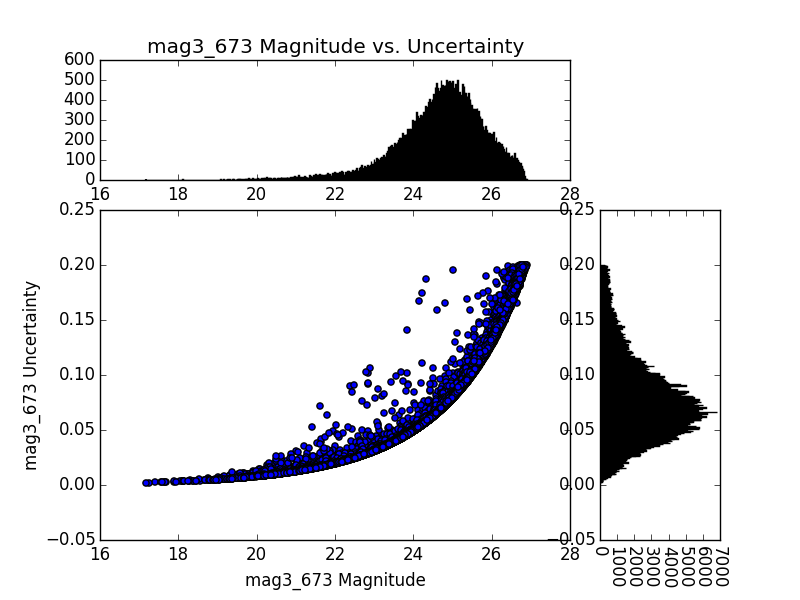 mag3_673 Magnitude vs. Uncertainty
600
500
400
300
200
100
0
16 18 20 22 24 26 28
0.25 0.25
0.20 0.20
0.15 0.15
0.10 0.10
0.05 0.05
0.00 0.00
−0.05 −0.05
mag3_673 Uncertainty
16 18 20 22 24 26 28
0 1000 2000 3000 4000 5000 6000 7000
mag3_673 Magnitude